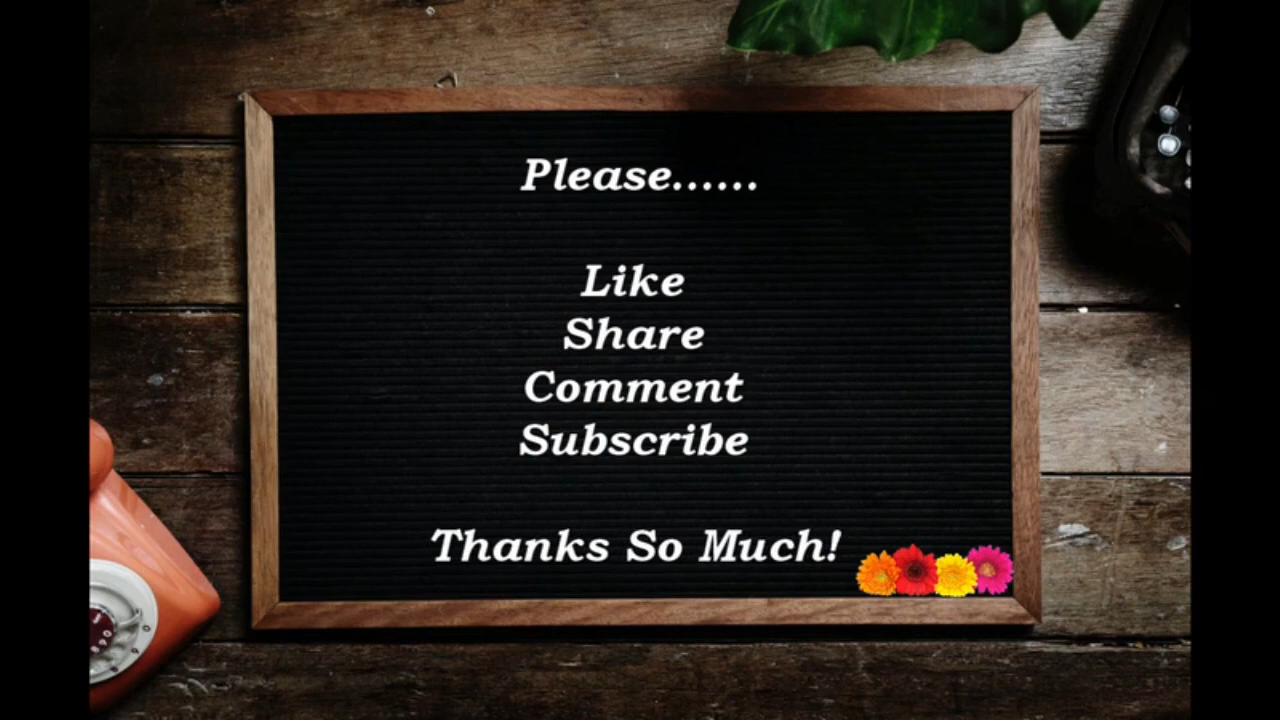 Please......
Like
Share
Comment
Subscribe
Thanks So Much!